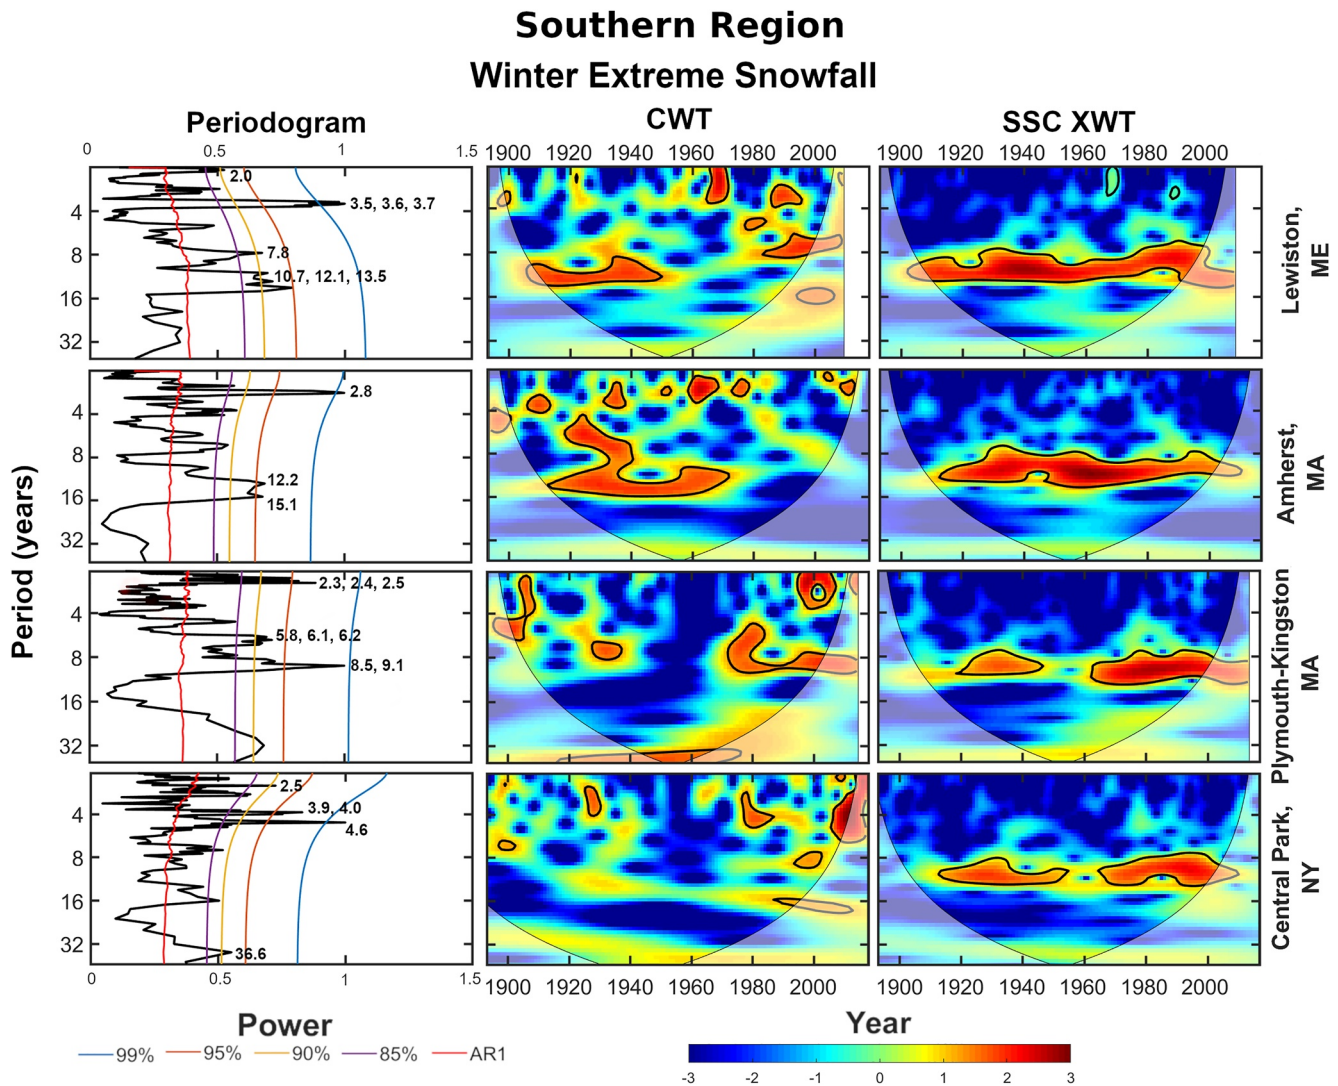 Southern Region
Winter Extreme Snowfall
Periodogram
CWT
SSC XWT
0 0.5 1 1.5
1900 1920 1940 1960 1980 2000
1900 1920 1940 1960 1980 2000
Period (years)
4
8
16
32
2.0
3.5, 3.6, 3.7
7.8
10.7, 12.1, 13.5
Lewiston,
ME
4
8
16
32
2.8
12.2
15.1
Amherst,
MA
4
8
16
32
2.3, 2.4, 2.5
5.8, 6.1, 6.2
8.5, 9.1
Plymouth-Kingston
MA
4
8
16
32
2.5
3.9, 4.0
4.6
36.6
Central Park,
NY
0 0.5 1 1.5
1900 1920 1940 1960 1980 2000
1900 1920 1940 1960 1980 2000
Power
Year
99% 95% 90% 85% AR1
-3 -2 -1 0 1 2 3